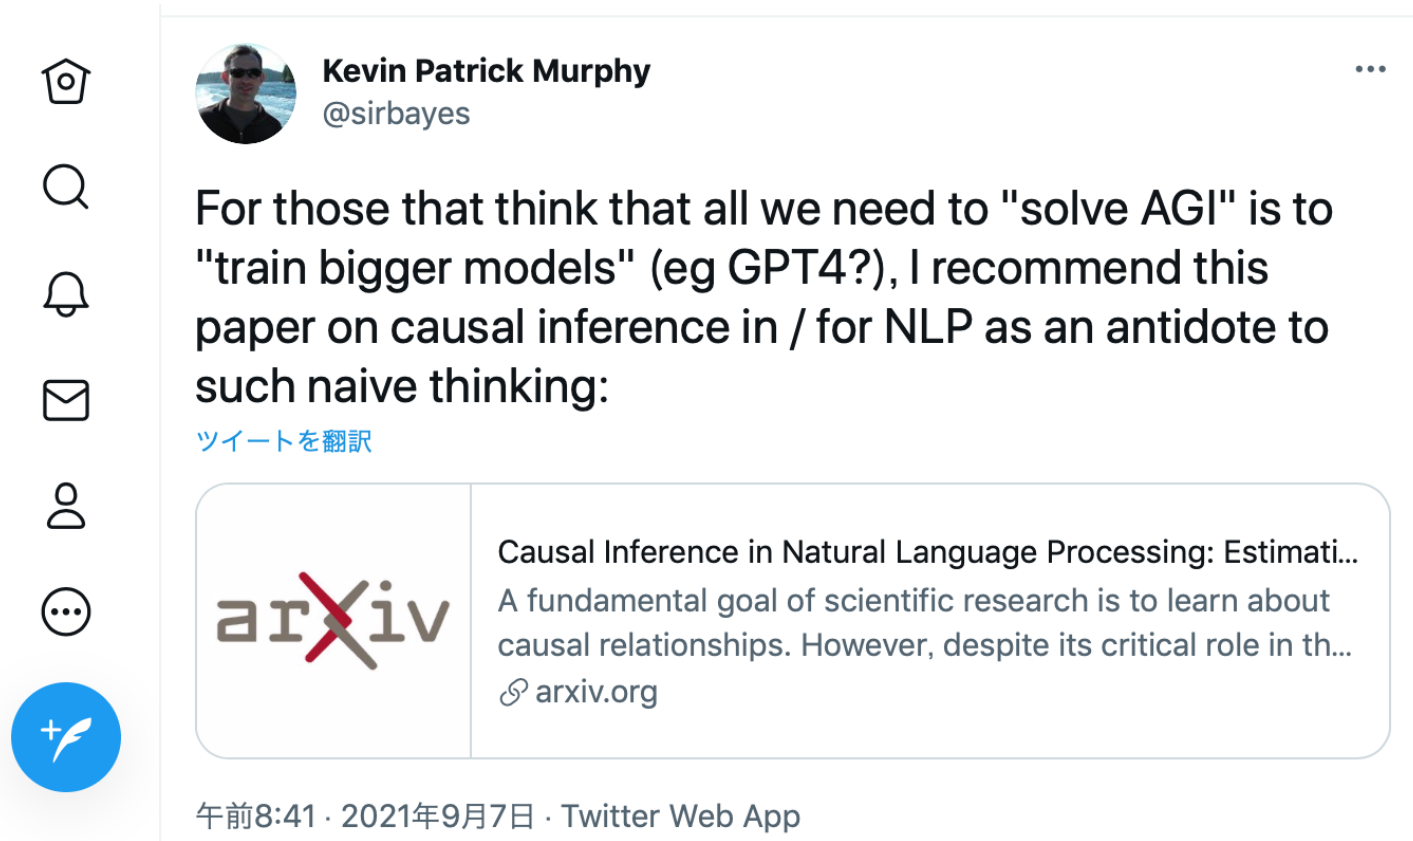 Kevin Patrick Murphy
@sirbayes
For those that think that all we need to "solve AGI" is to
"train bigger models" (eg GPT4?), I recommend this
paper on causal inference in / for NLP as an antidote to
such naive thinking:
ツイートを翻訳
arXiv
Causal Inference in Natural Language Processing: Estimati...
A fundamental goal of scientific research is to learn about
causal relationships. However, despite its critical role in th...
arxiv.org
午前8:41 · 2021年9月7日 · Twitter Web App